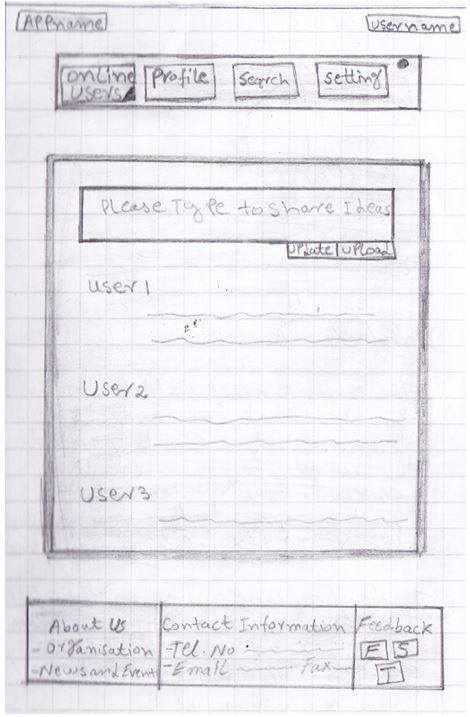 APPname
username
online
users
Profile
Search
setting
Please Type to share Ideas
update upload
user1
User2
User3
About Us
- organisation
- News and Event
Contact Information
- Tel. No
- Email Fax
Feedback
F S
T